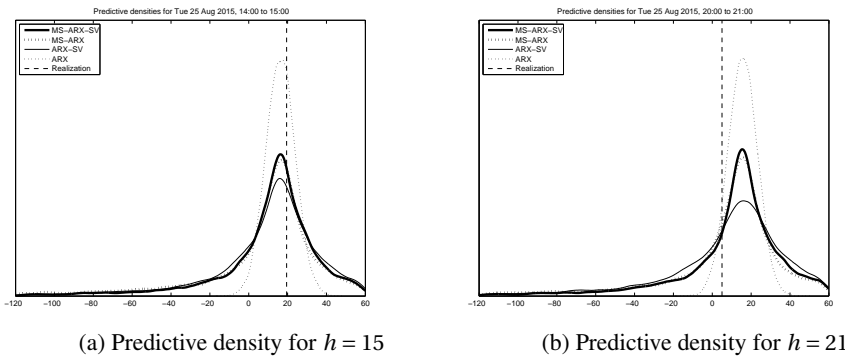 Predictive densities for Tue 25 Aug 2015, 14:00 to 15:00
MS−ARX−SV
MS−ARX
ARX−SV
ARX
Realization
−120 −100 −80 −60 −40 −20 0 20 40 60
(a) Predictive density for h = 15
Predictive densities for Tue 25 Aug 2015, 20:00 to 21:00
MS−ARX−SV
MS−ARX
ARX−SV
ARX
Realization
−120 −100 −80 −60 −40 −20 0 20 40 60
(b) Predictive density for h = 21